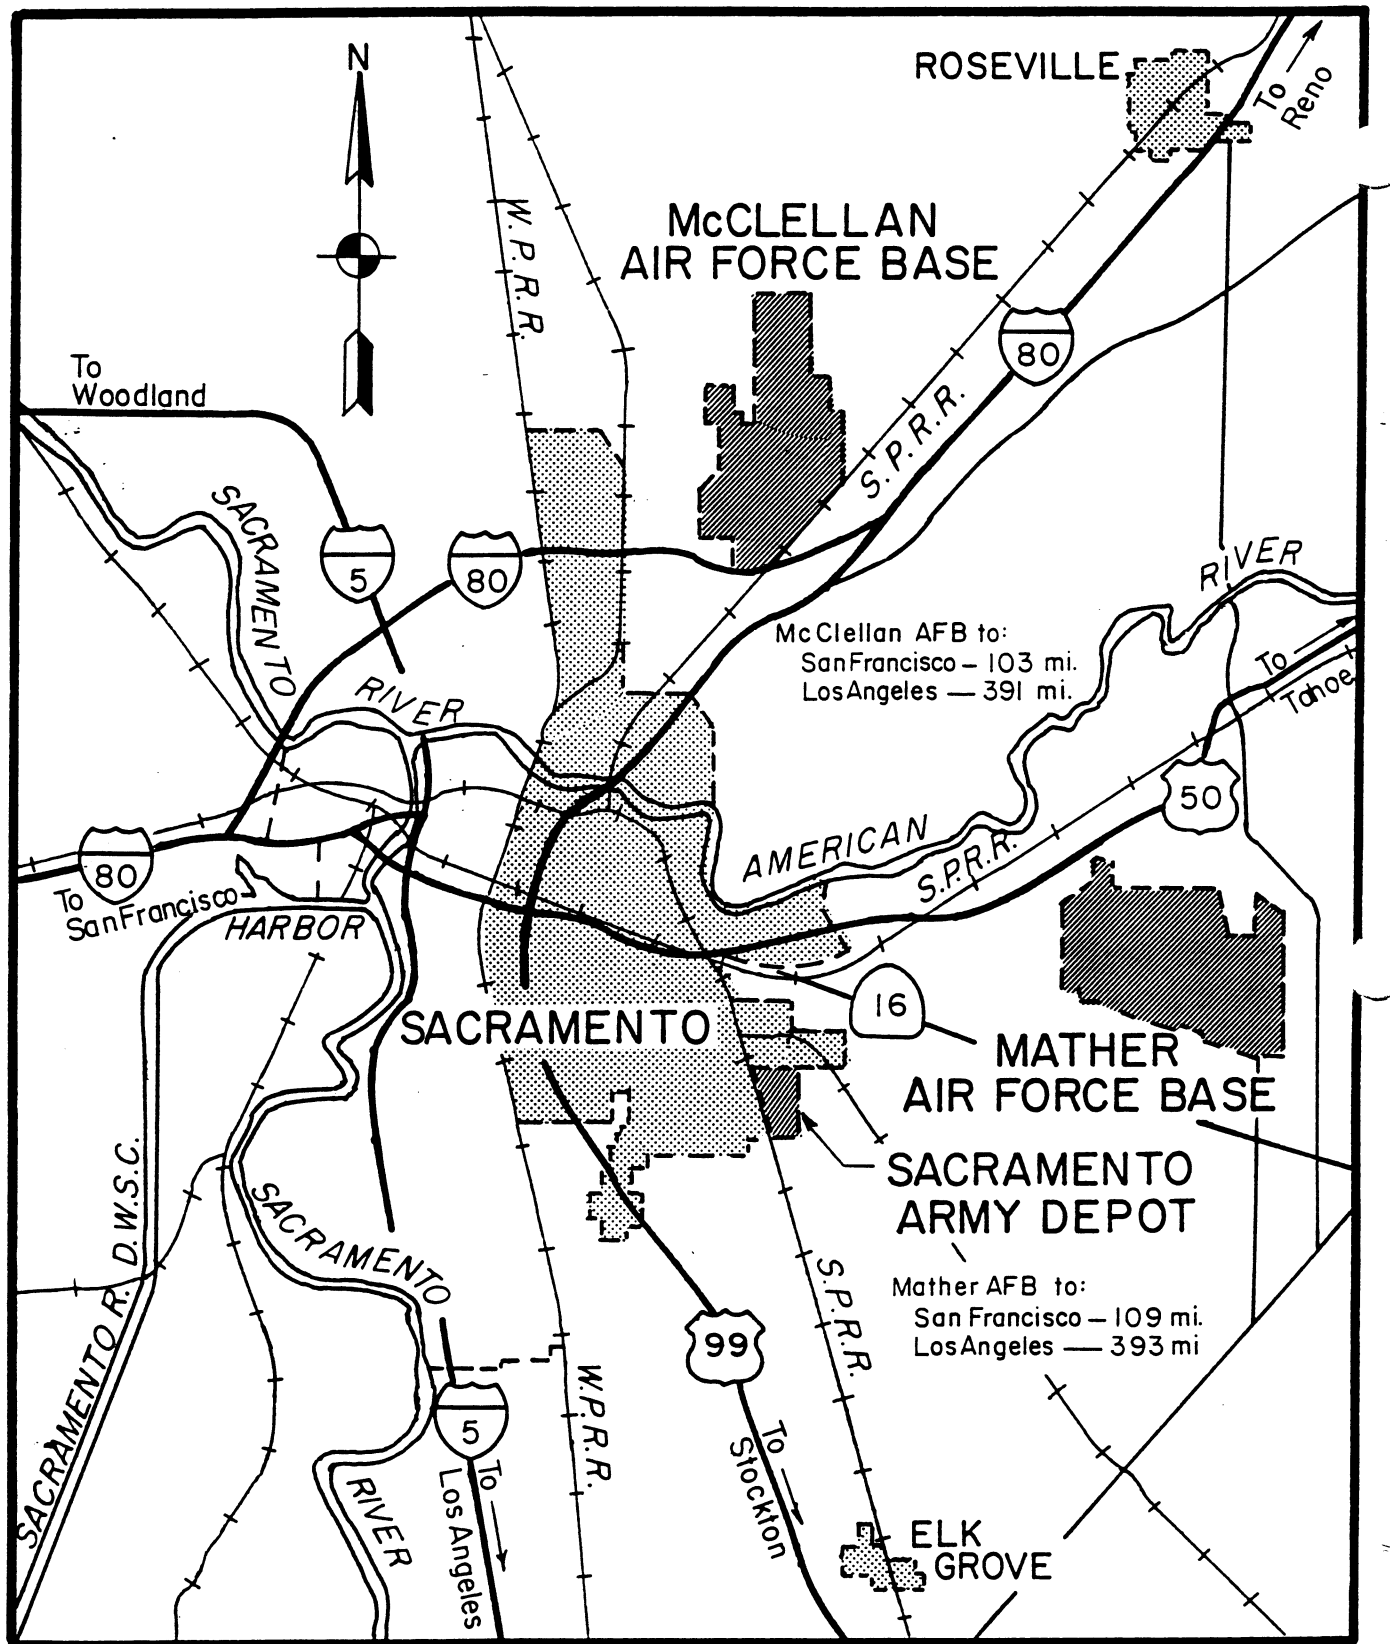 N
ROSEVILLE
To
Reno
W.P.R.R.
McCLELLAN
AIR FORCE BASE
80
To
Woodland
S.P.R.R.
SACRAMENTO
5
80
RIVER
McClellan AFB to:
San Francisco – 103 mi.
Los Angeles — 391 mi.
To
Tahoe
RIVER
50
AMERICAN
S.P.R.R.
80
To
San Francisco
HARBOR
16
SACRAMENTO
MATHER
AIR FORCE BASE
SACRAMENTO
ARMY DEPOT
D.W.S.C.
SACRAMENTO R.
SACRAMENTO
S.P.R.R.
Mather AFB to:
San Francisco – 109 mi.
Los Angeles — 393 mi
99
W.P.R.R.
5
To
Los Angeles
To
Stockton
RIVER
ELK
GROVE